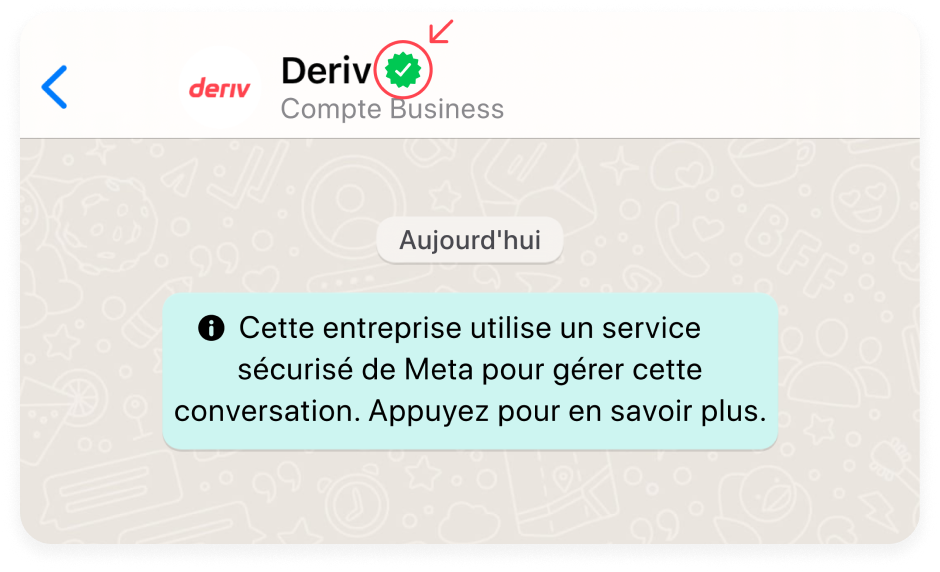 Deriv
deriv
Compte Business
Aujourd'hui
Cette entreprise utilise un service
sécurisé de Meta pour gérer cette
conversation. Appuyez pour en savoir plus.
BFF